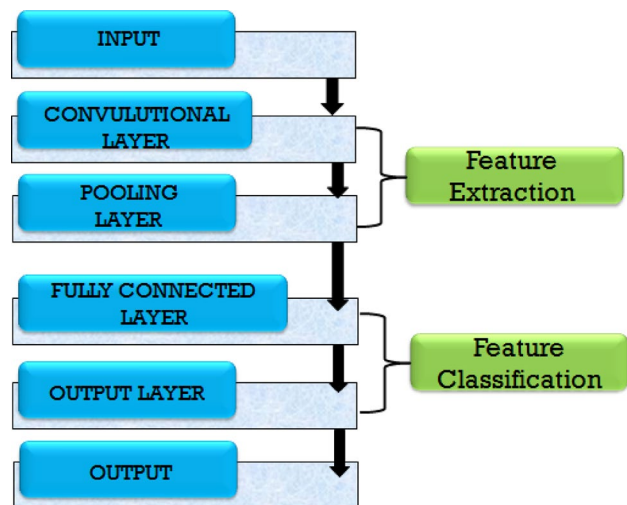 INPUT
CONVULUTIONAL
LAYER
Feature
Extraction
POOLING
LAYER
FULLY CONNECTED
LAYER
Feature
Classification
OUTPUT LAYER
OUTPUT